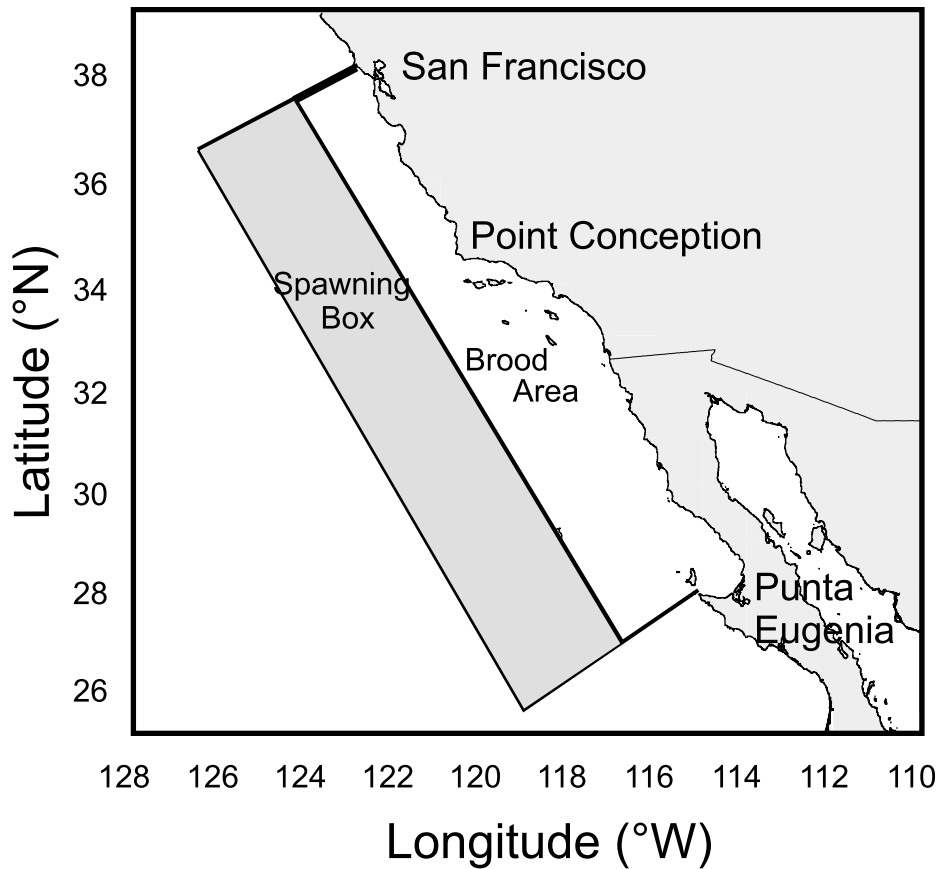 38
San Francisco
36
Point Conception
34
Spawning
Box
Brood
Area
32
30
28
Punta
Eugenia
26
Latitude (°N)
128 126 124 122 120 118 116 114 112 110
Longitude (°W)